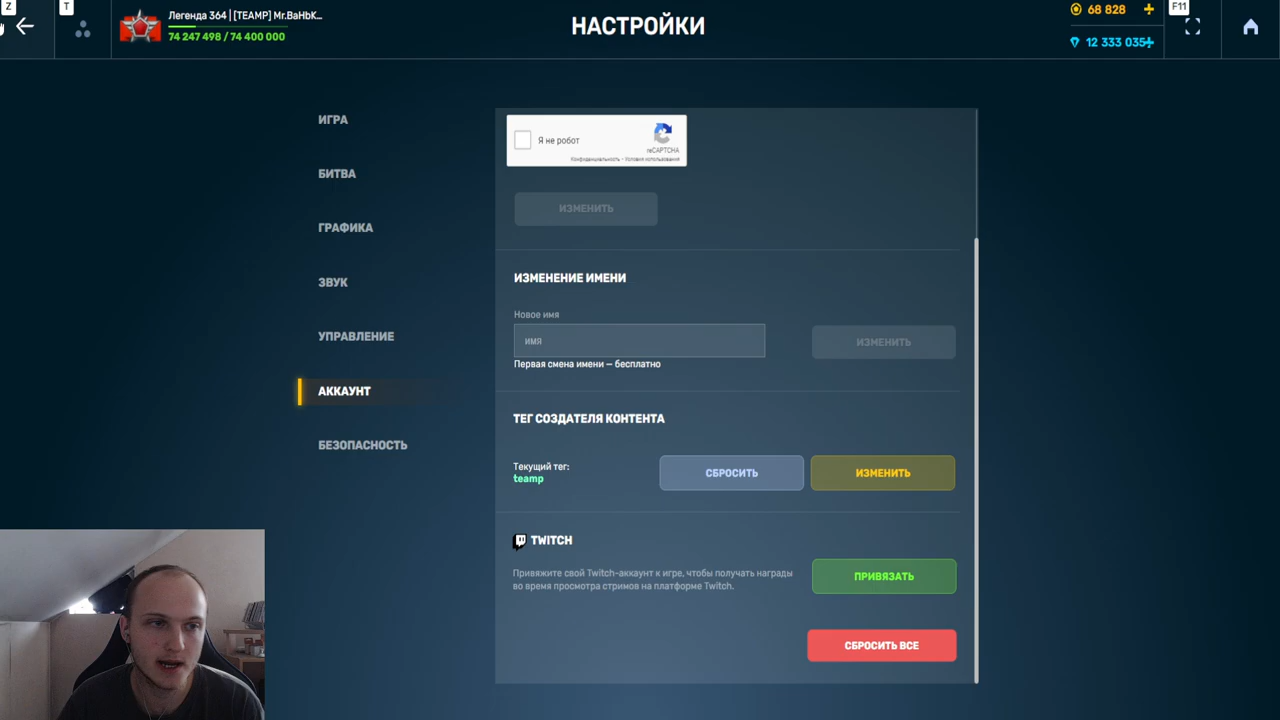 Z
T
Легенда 364 | [TEAMP] Mr.BaHbK...
74 247 498 / 74 400 000
НАСТРОЙКИ
68 828 +
12 333 035+
F11
ИГРА
БИТВА
ГРАФИКА
ЗВУК
УПРАВЛЕНИЕ
АККАУНТ
БЕЗОПАСНОСТЬ
Я не робот
reCAPTCHA
Конфиденциальность - Условия использования
ИЗМЕНИТЬ
ИЗМЕНЕНИЕ ИМЕНИ
Новое имя
имя
ИЗМЕНИТЬ
Первая смена имени — бесплатно
ТЕГ СОЗДАТЕЛЯ КОНТЕНТА
Текущий тег:
teamp
СБРОСИТЬ
ИЗМЕНИТЬ
TWITCH
Привяжите свой Twitch-аккаунт к игре, чтобы получать награды
во время просмотра стримов на платформе Twitch.
ПРИВЯЗАТЬ
СБРОСИТЬ ВСЕ